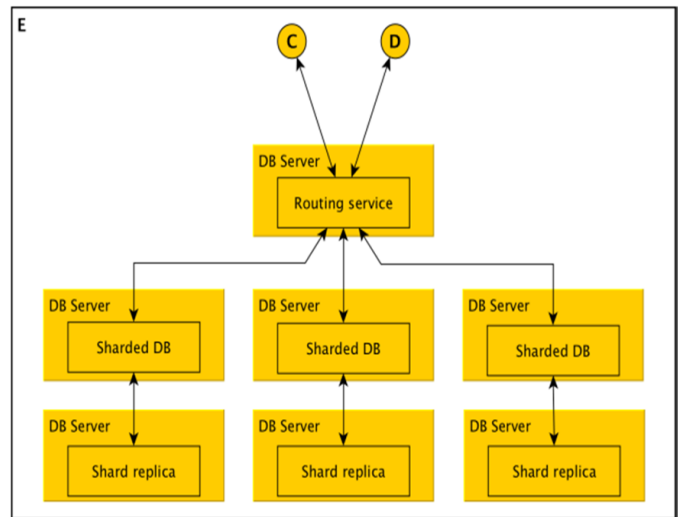 E
C
D
DB Server
Routing service
DB Server
DB Server
DB Server
Sharded DB
Sharded DB
Sharded DB
DB Server
DB Server
DB Server
Shard replica
Shard replica
Shard replica